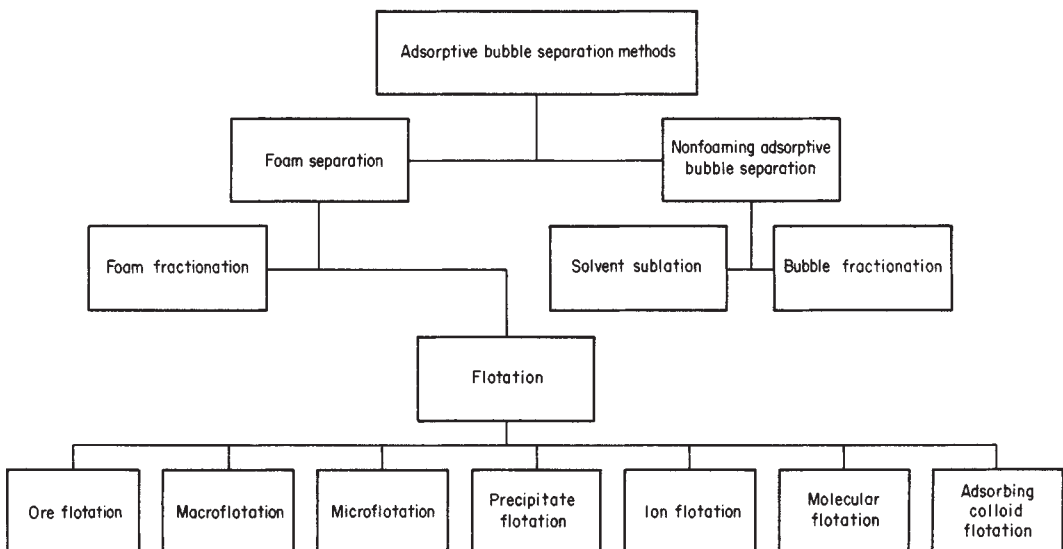 Adsorptive bubble separation methods
Foam separation
Nonfoaming adsorptive
bubble separation
Foam fractionation
Solvent sublation
Bubble fractionation
Flotation
Ore flotation
Macroflotation
Microflotation
Precipitate
flotation
Ion flotation
Molecular
flotation
Adsorbing
colloid
flotation